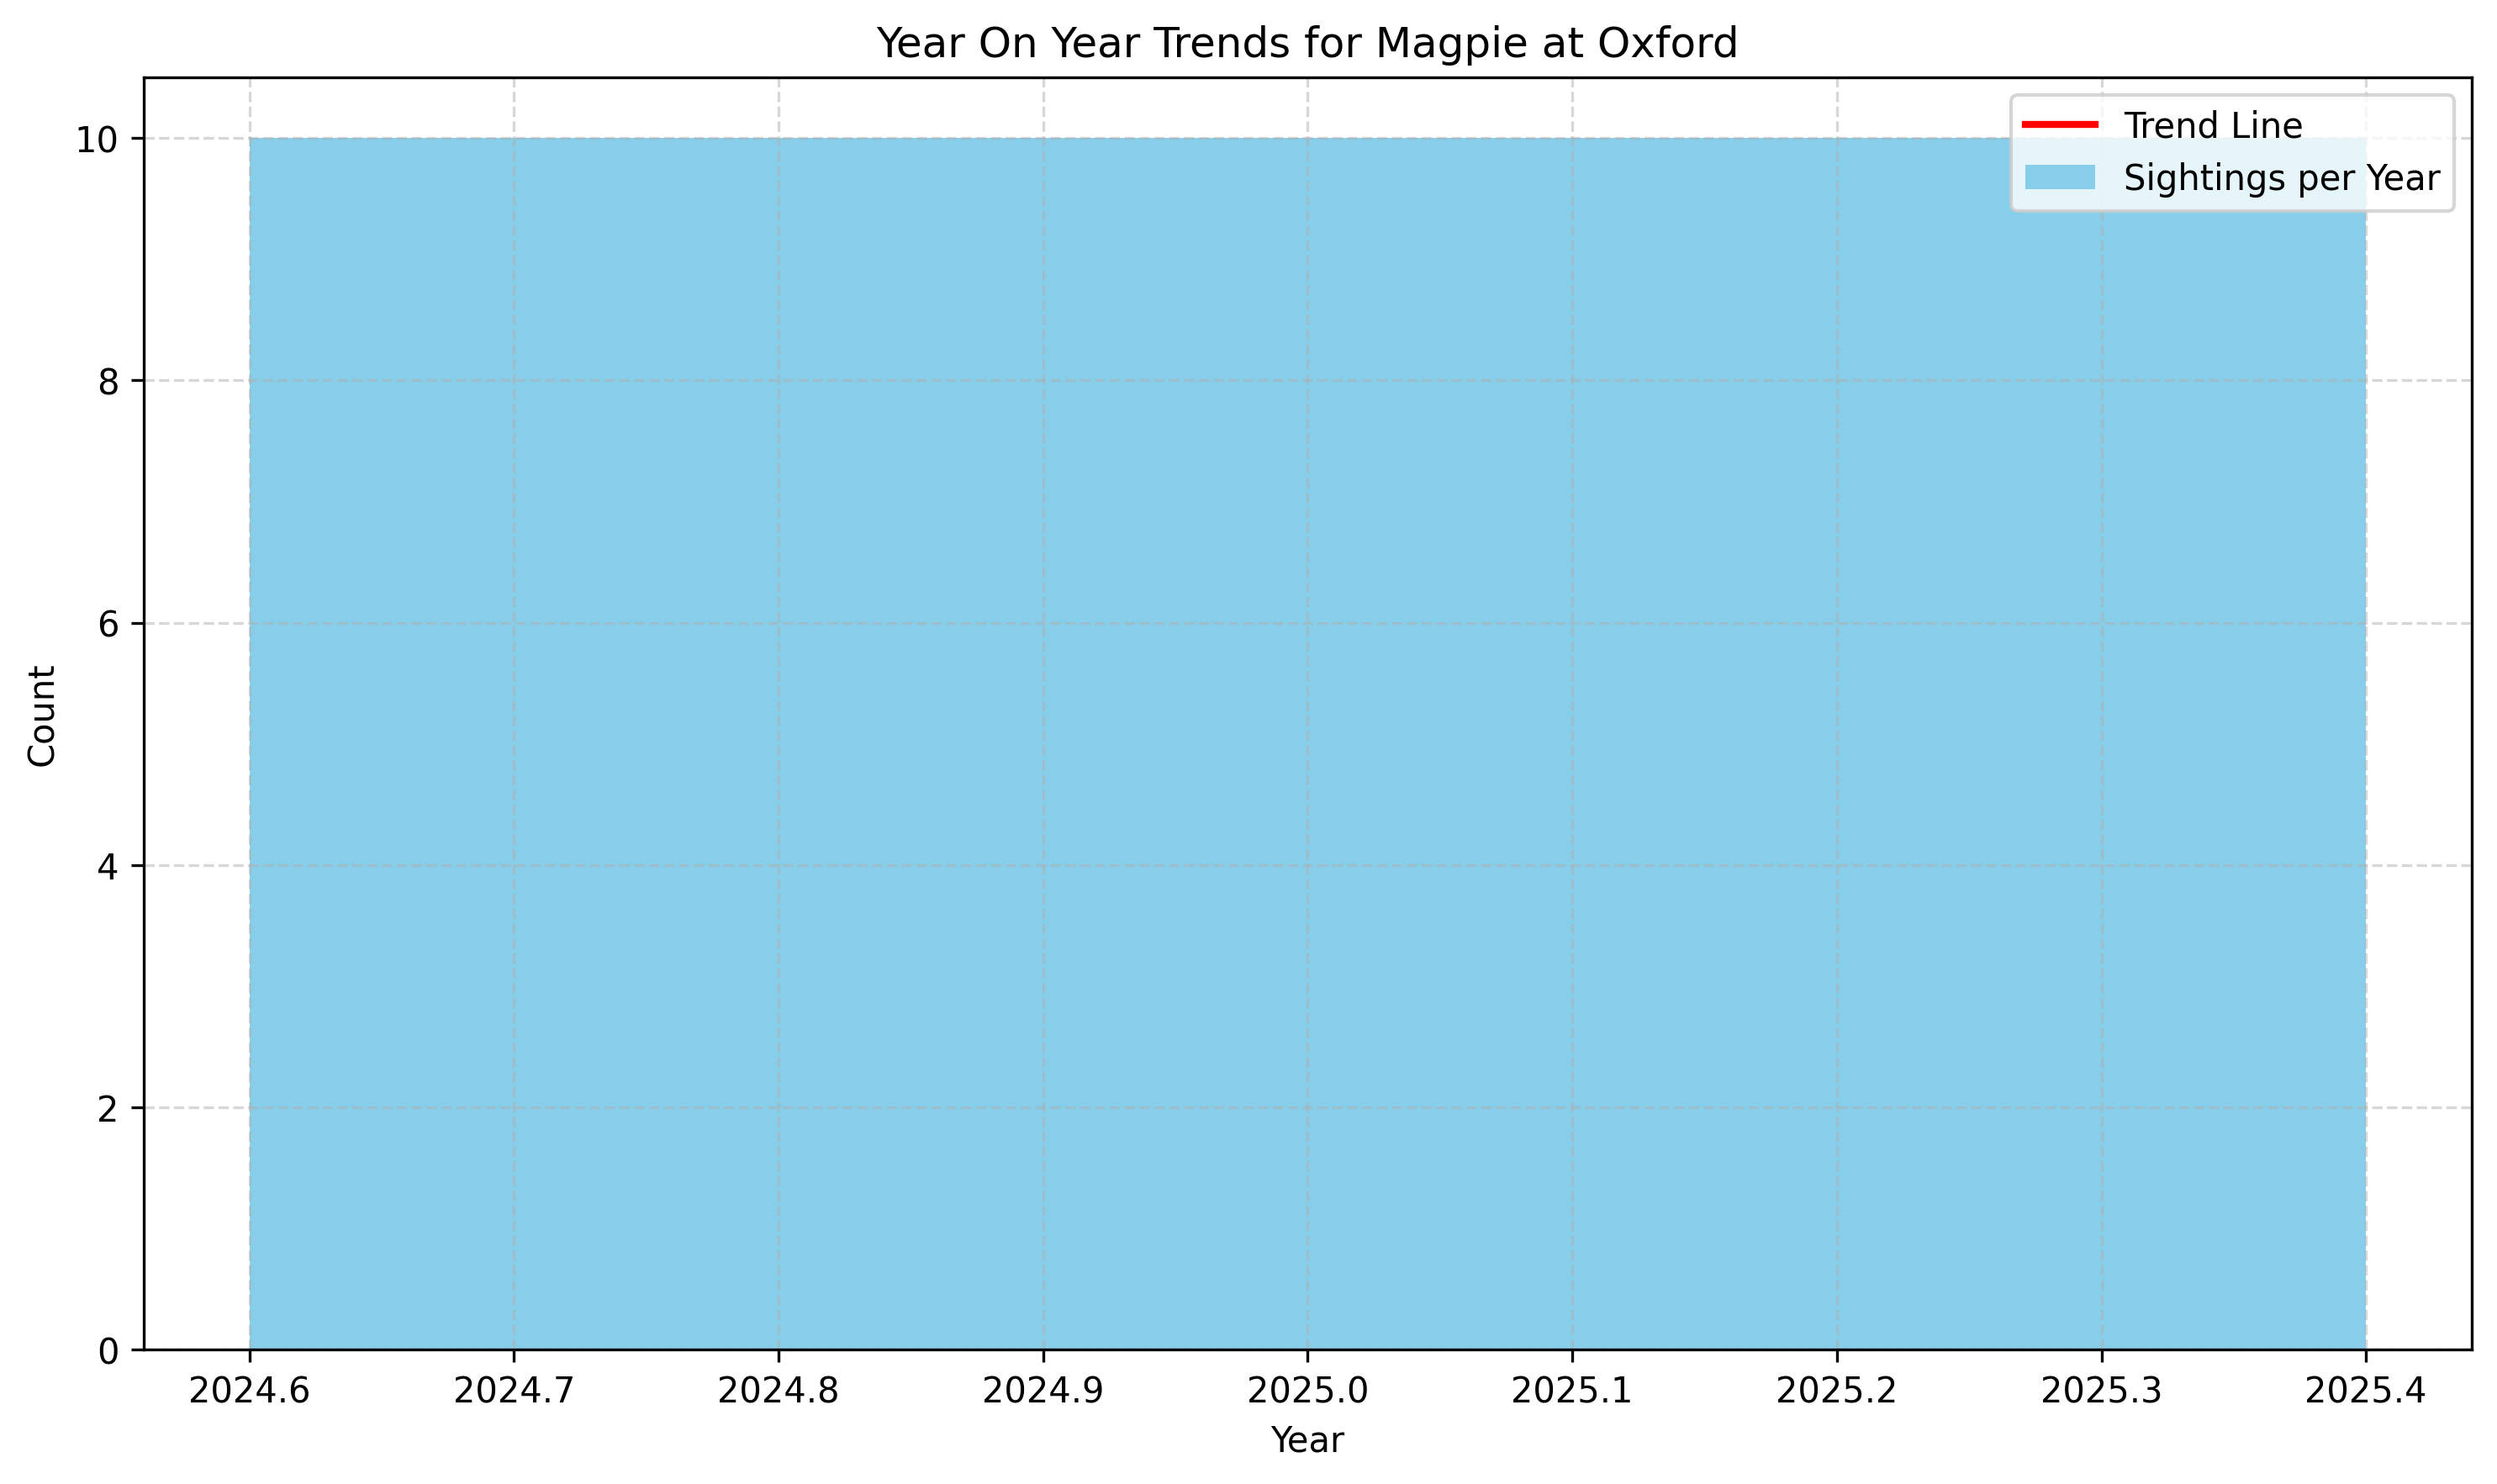 Year On Year Trends for Magpie at Oxford
Trend Line
Sightings per Year
10
8
6
4
2
0
Count
2024.6 2024.7 2024.8 2024.9 2025.0 2025.1 2025.2 2025.3 2025.4
Year